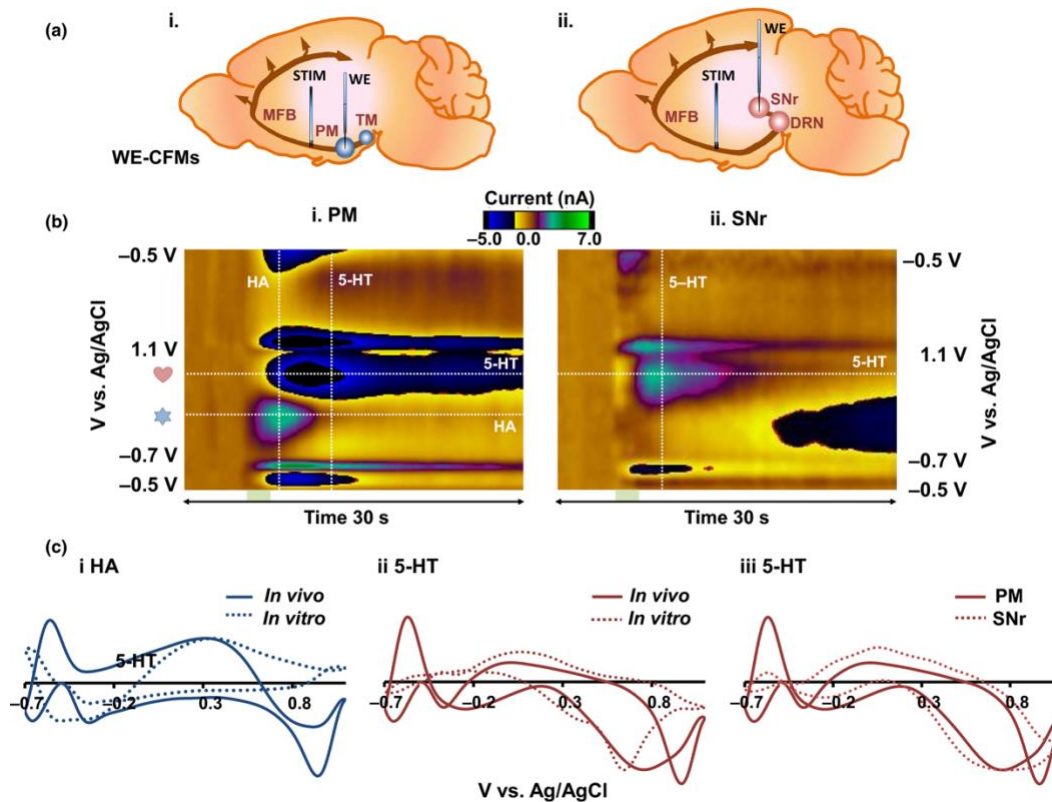 (a)
i.
ii.
WE
STIM
WE
STIM
MFB
PM
TM
MFB
SNr
DRN
WE-CFMs
(b)
Current (nA)
i. PM
ii. SNr
−5.0 0.0 7.0
−0.5 V
−0.5 V
HA
5-HT
5–HT
1.1 V
1.1 V
5-HT
5-HT
HA
V vs. Ag/AgCl
V vs. Ag/AgCl
−0.7 V
−0.7 V
−0.5 V
−0.5 V
Time 30 s
Time 30 s
(c)
i HA
ii 5-HT
iii 5-HT
In vivo
In vitro
In vivo
In vitro
PM
SNr
5-HT
−0.7 −0.2 0.3 0.8
−0.7 −0.2 0.3 0.8
−0.7 −0.2 0.3 0.8
V vs. Ag/AgCl